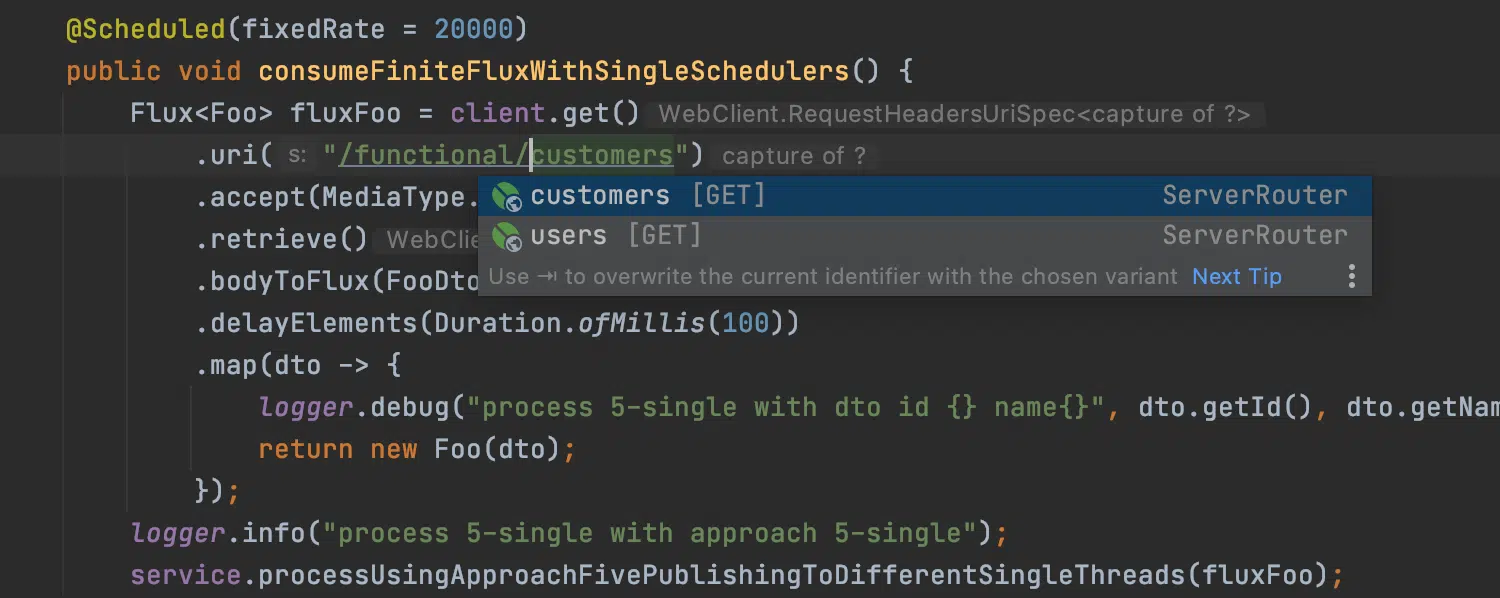 @Scheduled(fixedRate = 20000)
public void consumeFiniteFluxWithSingleSchedulers() {
Flux<Foo> fluxFoo = client.get() WebClient.RequestHeadersUriSpec<capture of ?>
.uri( s: "/functional/customers") capture of ?
.accept(MediaType.
customers [GET] ServerRouter
.retrieve() WebClie
users [GET] ServerRouter
.bodyToFlux(FooDto
Use ⇥ to overwrite the current identifier with the chosen variant Next Tip
.delayElements(Duration.ofMillis(100))
.map(dto -> {
logger.debug("process 5-single with dto id {} name{}", dto.getId(), dto.getNam
return new Foo(dto);
});
logger.info("process 5-single with approach 5-single");
service.processUsingApproachFivePublishingToDifferentSingleThreads(fluxFoo);